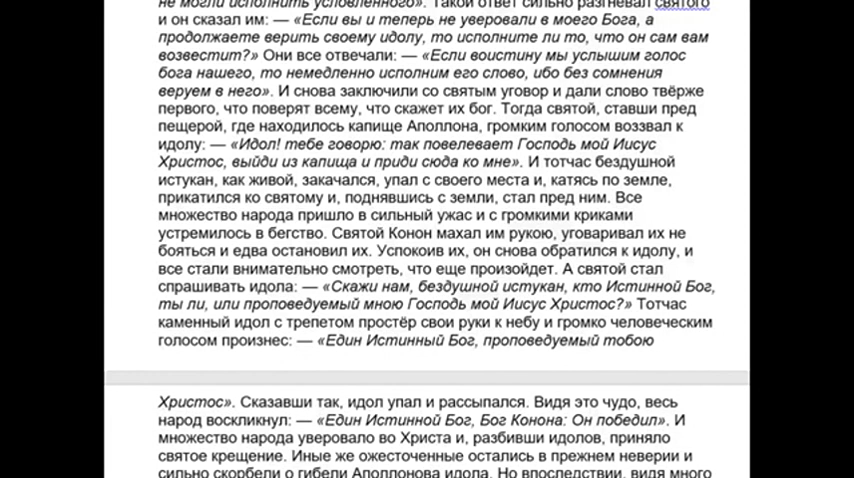 не могли исполнить условленного». Такой ответ сильно разгневал святого
и он сказал им: — «Если вы и теперь не уверовали в моего Бога, а
продолжаете верить своему идолу, то исполните ли то, что он сам вам
возвестит?» Они все отвечали: — «Если воистину мы услышим голос
бога нашего, то немедленно исполним его слово, ибо без сомнения
веруем в него». И снова заключили со святым уговор и дали слово твёрже
первого, что поверят всему, что скажет их бог. Тогда святой, ставши пред
пещерой, где находилось капище Аполлона, громким голосом воззвал к
идолу: — «Идол! тебе говорю: так повелевает Господь мой Иисус
Христос, выйди из капища и приди сюда ко мне». И тотчас бездушной
истукан, как живой, закачался, упал с своего места и, катясь по земле,
прикатился ко святому и, поднявшись с земли, стал пред ним. Все
множество народа пришло в сильный ужас и с громкими криками
устремилось в бегство. Святой Конон махал им рукою, уговаривал их не
бояться и едва остановил их. Успокоив их, он снова обратился к идолу, и
все стали внимательно смотреть, что еще произойдет. А святой стал
спрашивать идола: — «Скажи нам, бездушной истукан, кто Истинной Бог,
ты ли, или проповедуемый мною Господь мой Иисус Христос?» Тотчас
каменный идол с трепетом простёр свои руки к небу и громко человеческим
голосом произнес: — «Един Истинный Бог, проповедуемый тобою
Христос». Сказавши так, идол упал и рассыпался. Видя это чудо, весь
народ воскликнул: — «Един Истинной Бог, Бог Конона: Он победил». И
множество народа уверовало во Христа и, разбивши идолов, приняло
святое крещение. Иные же ожесточенные остались в прежнем неверии и
сильно скорбели о гибели Аполлонова идола. Но впоследствии, видя много